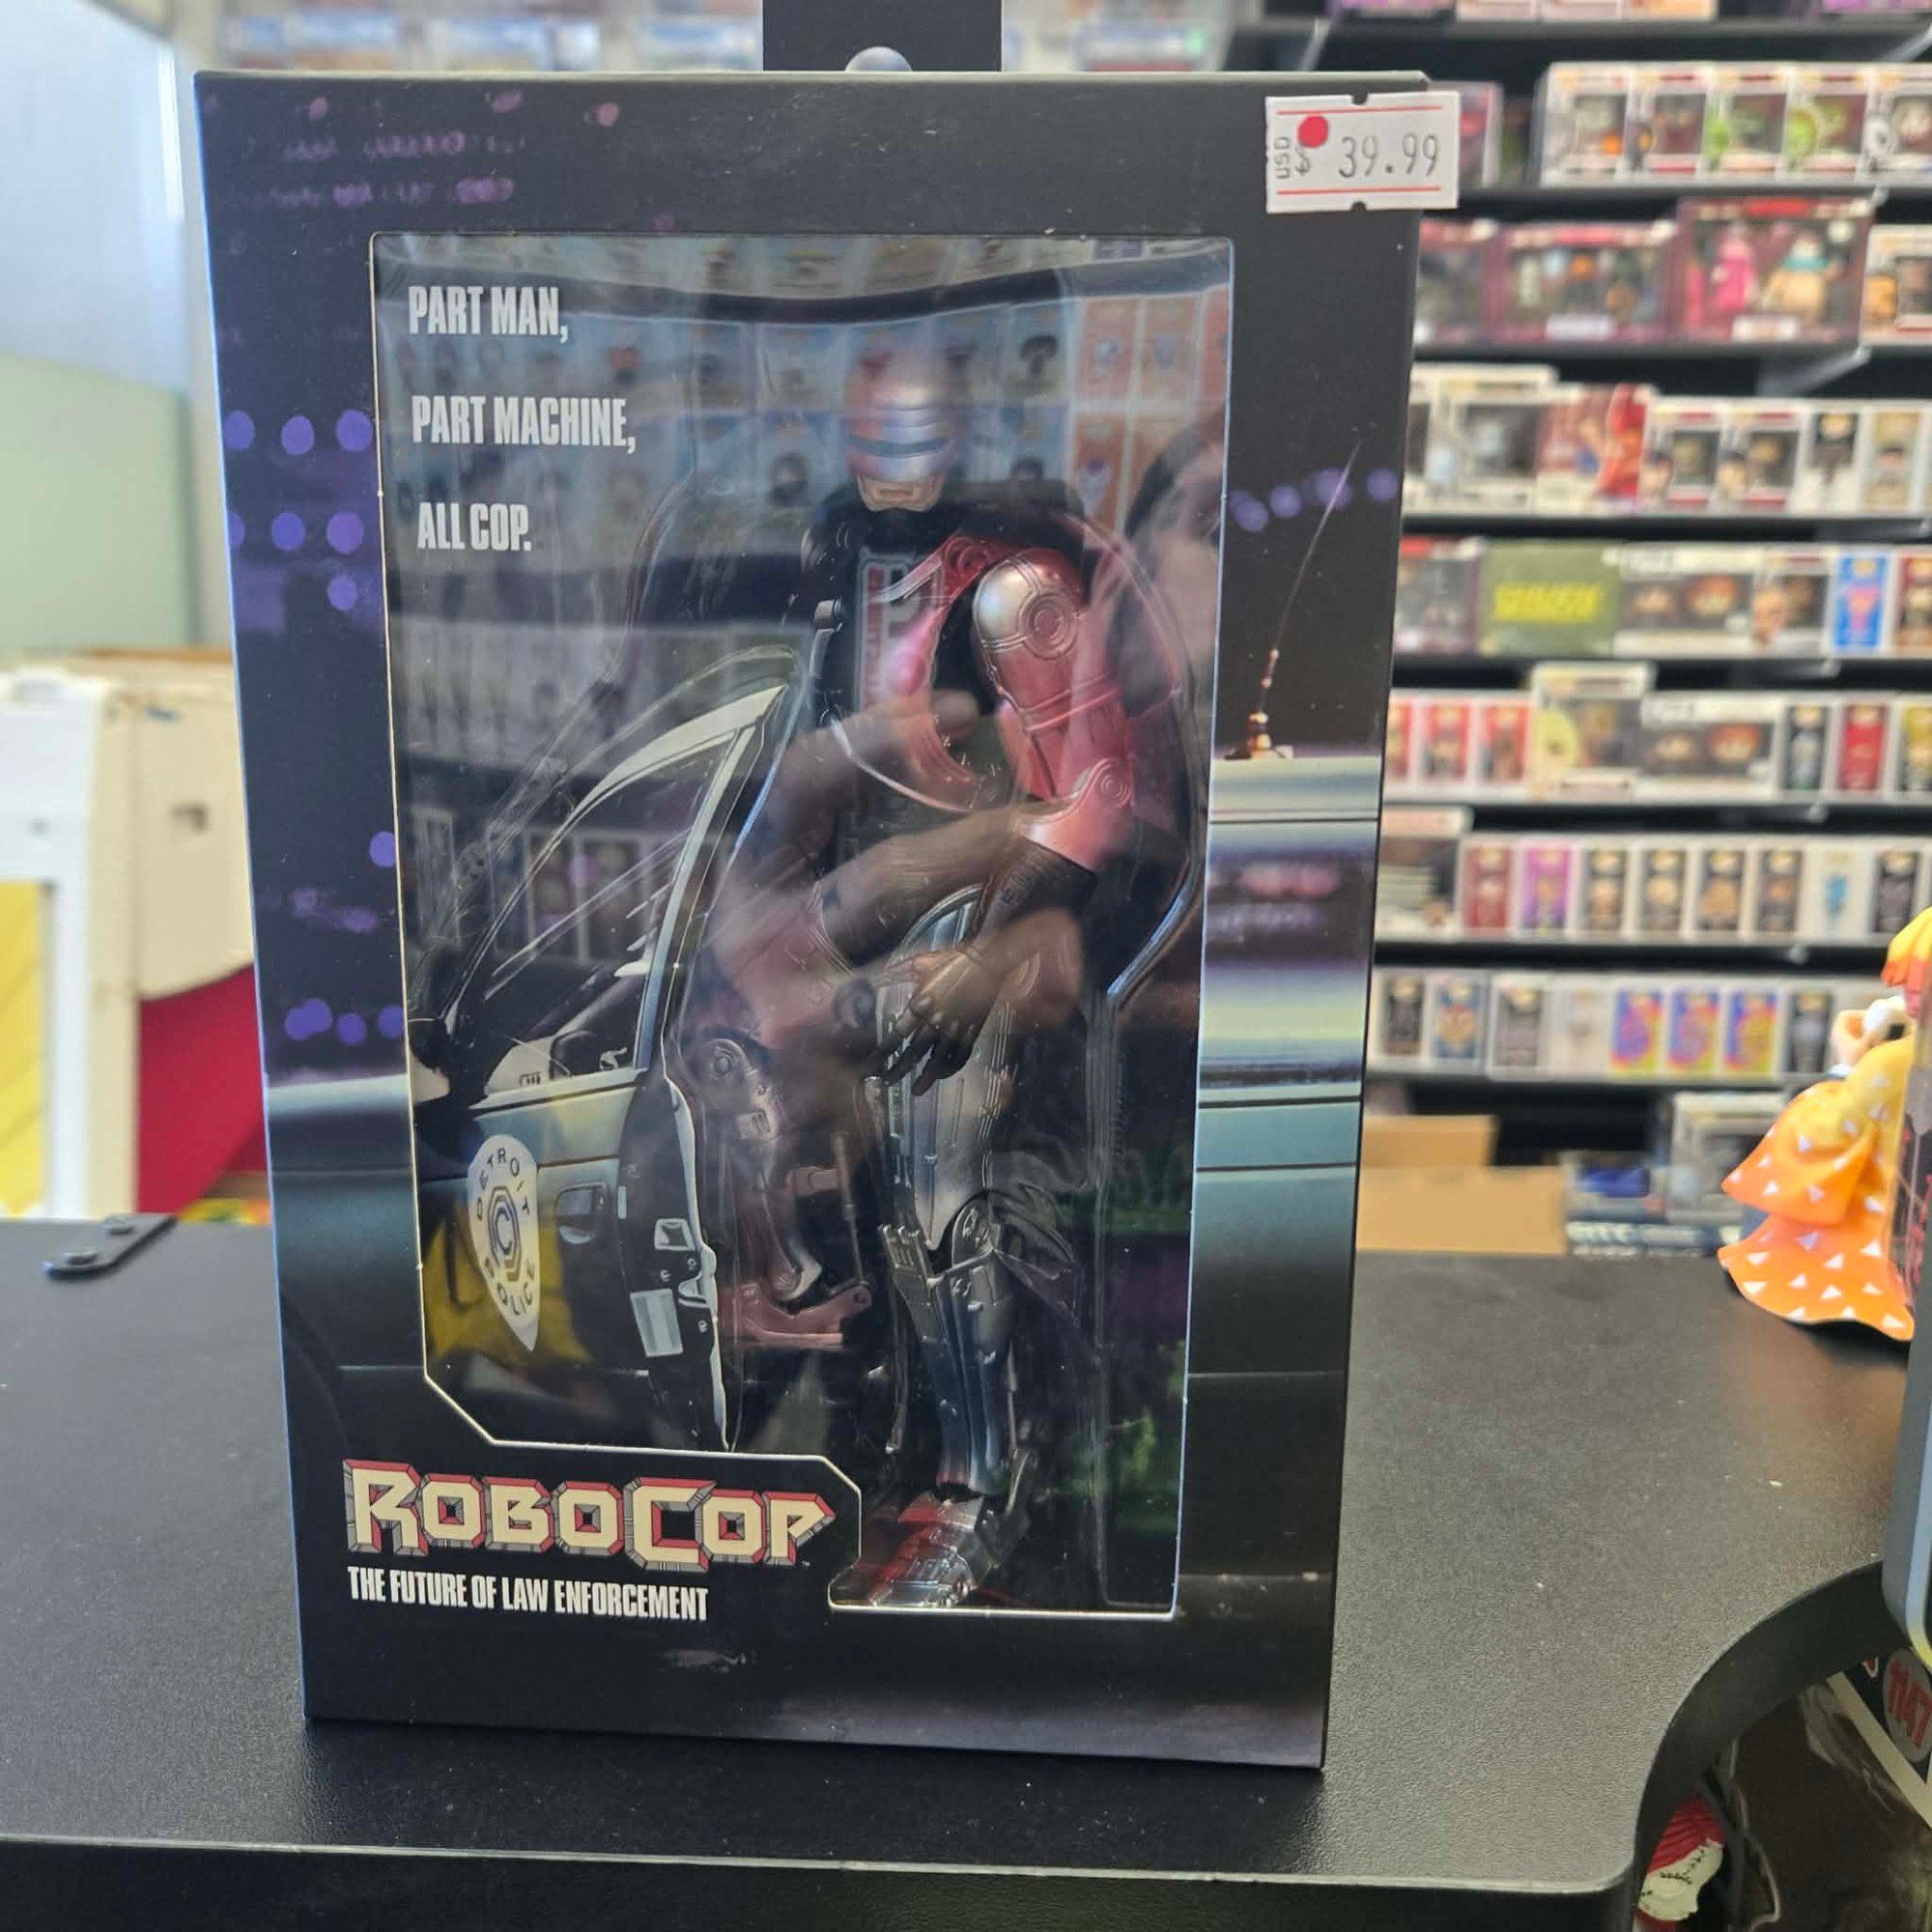 USD $ 39.99
PART MAN,
PART MACHINE,
ALL COP.
DETROIT
POLICE
ROBOCOP
THE FUTURE OF LAW ENFORCEMENT